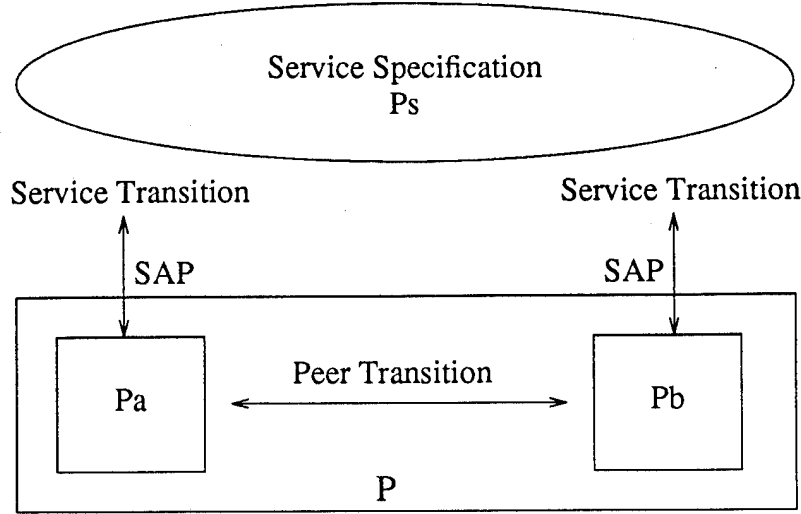 Service Specification
Ps
Service Transition
Service Transition
SAP
SAP
Peer Transition
Pa
Pb
P